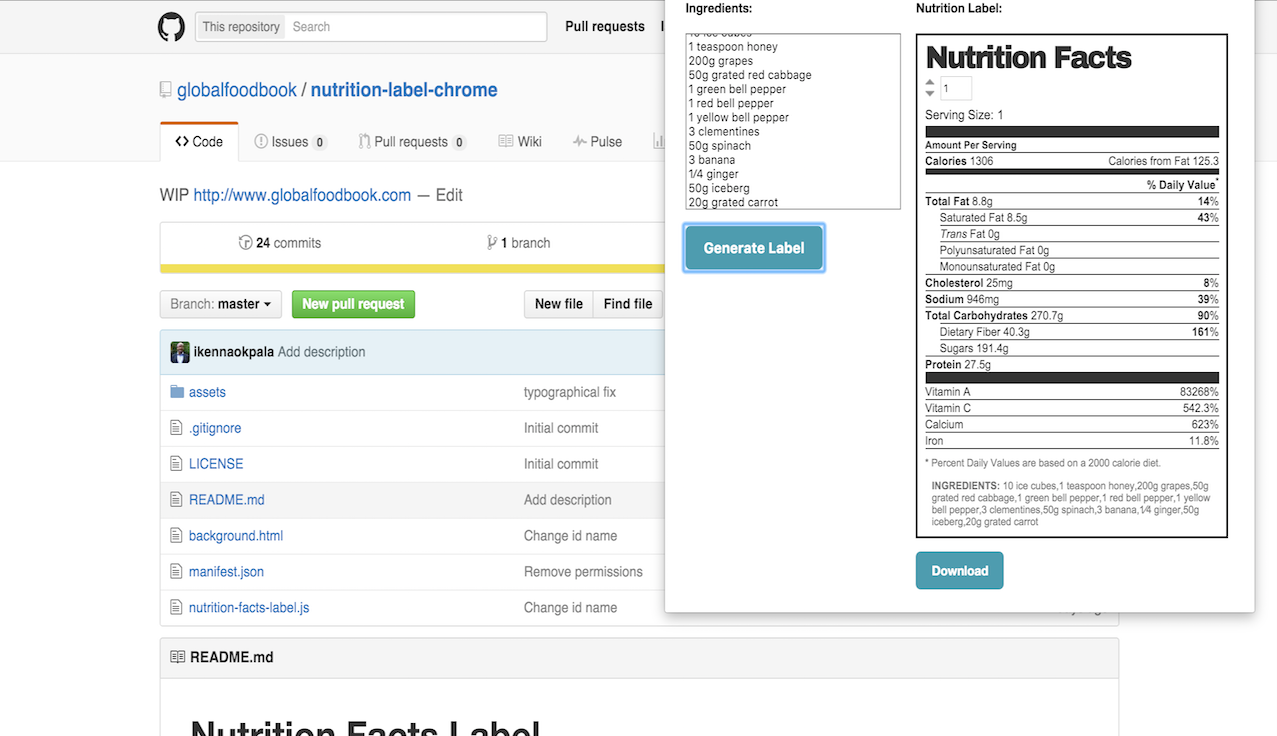 This repository Search
Pull requests
globalfoodbook / nutrition-label-chrome
Code
Issues 0
Pull requests 0
Wiki
Pulse
WIP http://www.globalfoodbook.com — Edit
24 commits
1 branch
Branch: master
New pull request
New file
Find file
ikennaokpala Add description
assets typographical fix
.gitignore Initial commit
LICENSE Initial commit
README.md Add description
background.html Change id name
manifest.json Remove permissions
nutrition-facts-label.js Change id name
README.md
Nutrition Facts Label
Ingredients:
10 ice cubes
1 teaspoon honey
200g grapes
50g grated red cabbage
1 green bell pepper
1 red bell pepper
1 yellow bell pepper
3 clementines
50g spinach
3 banana
1/4 ginger
50g iceberg
20g grated carrot
Generate Label
Nutrition Label:
Nutrition Facts
1
Serving Size: 1
Amount Per Serving
Calories 1306 Calories from Fat 125.3
% Daily Value*
Total Fat 8.8g 14%
Saturated Fat 8.5g 43%
Trans Fat 0g
Polyunsaturated Fat 0g
Monounsaturated Fat 0g
Cholesterol 25mg 8%
Sodium 946mg 39%
Total Carbohydrates 270.7g 90%
Dietary Fiber 40.3g 161%
Sugars 191.4g
Protein 27.5g
Vitamin A 83268%
Vitamin C 542.3%
Calcium 623%
Iron 11.8%
* Percent Daily Values are based on a 2000 calorie diet.
INGREDIENTS: 10 ice cubes,1 teaspoon honey,200g grapes,50g
grated red cabbage,1 green bell pepper,1 red bell pepper,1 yellow
bell pepper,3 clementines,50g spinach,3 banana,1/4 ginger,50g
iceberg,20g grated carrot
Download